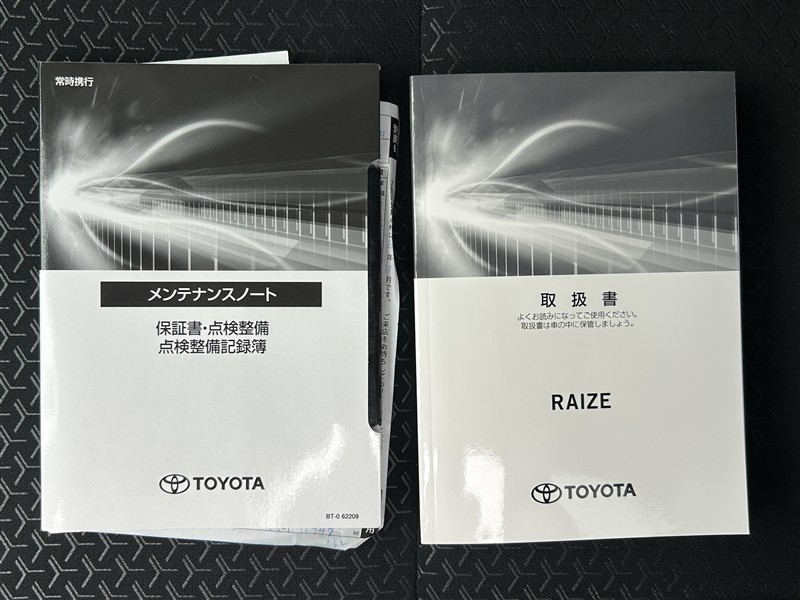 常時携行
メンテナンスノート
保証書・点検整備
点検整備記録簿
TOYOTA
BT-0 62209
取扱書
よくお読みになってご使用ください。
取扱書は車の中に保管しましょう。
RAIZE
TOYOTA